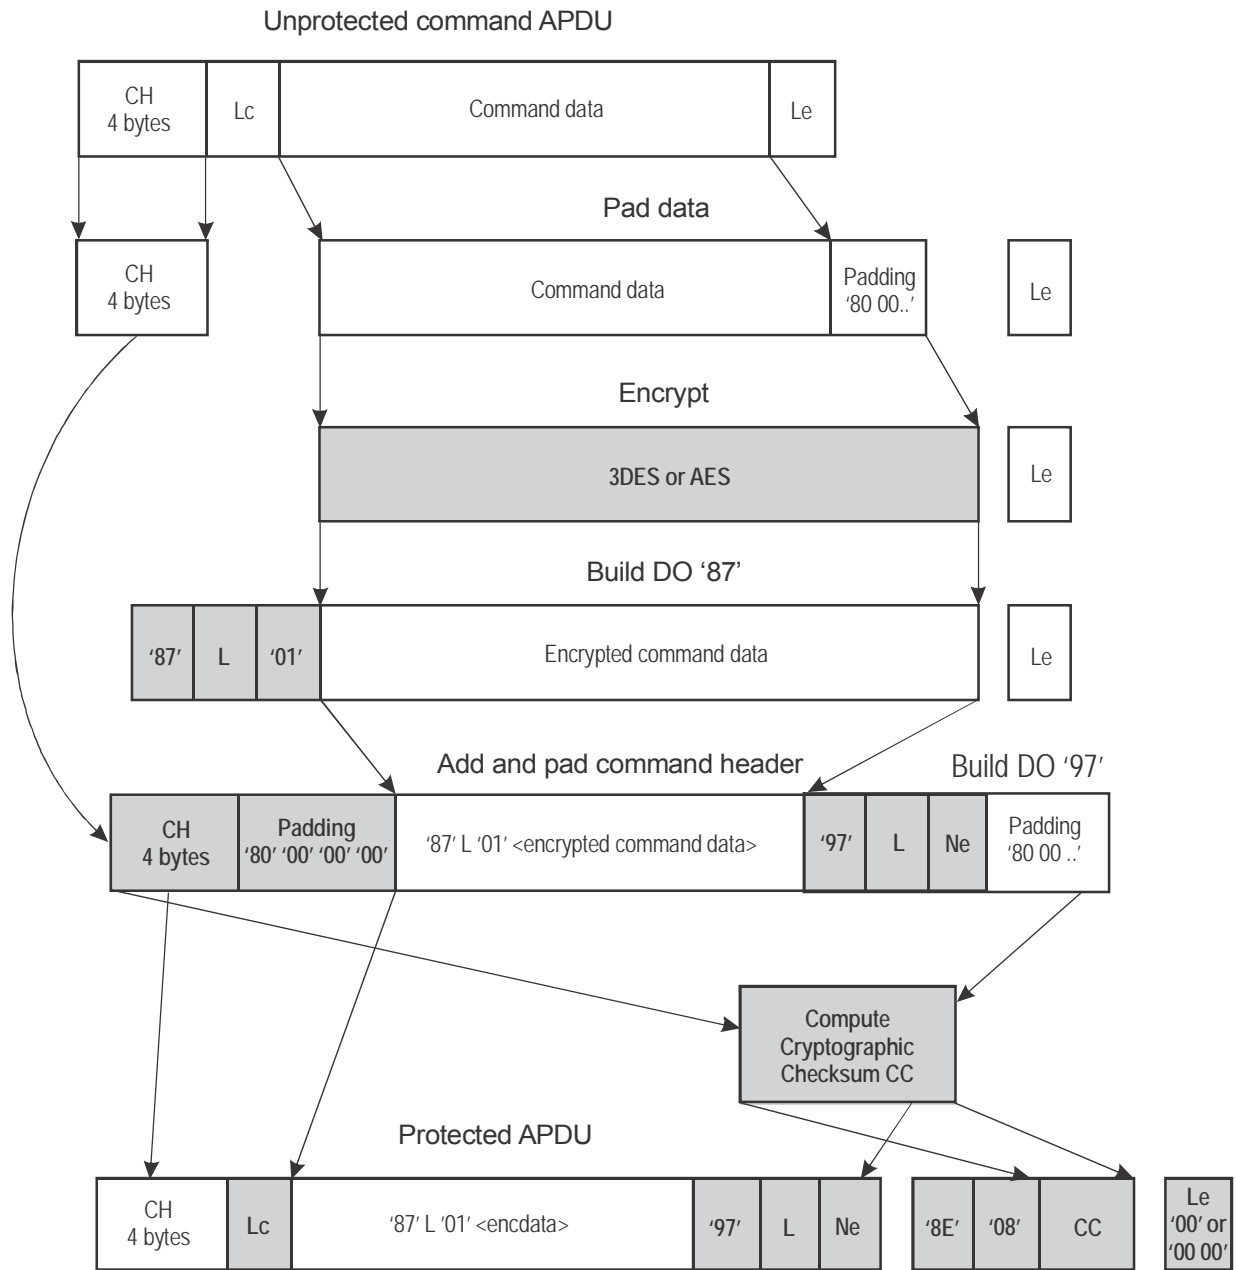 Unprotected command APDU
CH
4 bytes
Lc
Command data
Le
Pad data
CH
4 bytes
Command data
Padding
‘80 00..’
Le
Encrypt
3DES or AES
Le
Build DO ‘87’
‘87’
L
‘01’
Encrypted command data
Le
Add and pad command header
Build DO ‘97’
CH
4 bytes
Padding
‘80’ ‘00’ ‘00’ ‘00’
‘87’ L ‘01’ <encrypted command data>
‘97’
L
Ne
Padding
‘80 00 ..’
Compute
Cryptographic
Checksum CC
Protected APDU
CH
4 bytes
Lc
‘87’ L ‘01’ <encdata>
‘97’
L
Ne
‘8E’
‘08’
CC
Le
‘00’ or
‘00 00’